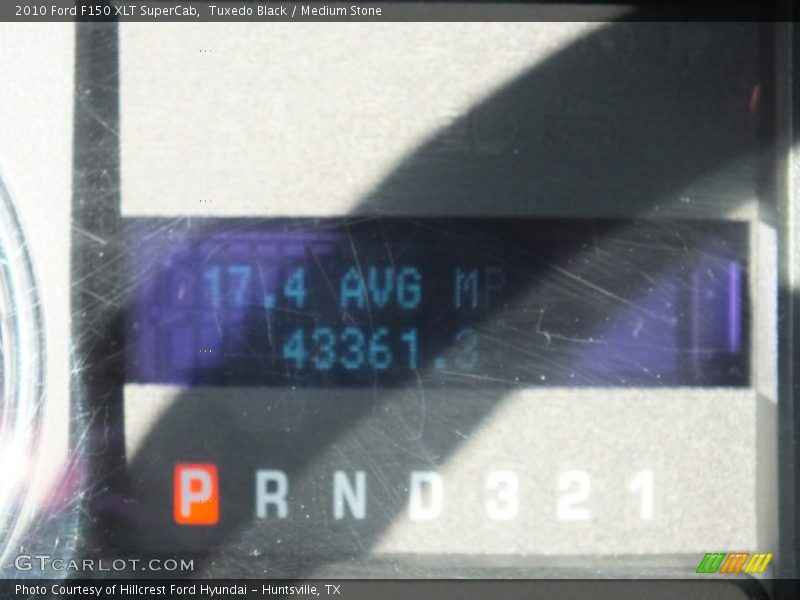 2010 Ford F150 XLT SuperCab,  Tuxedo Black / Medium Stone
17.4 AVG MP
43361.3
P R N D 3 2 1
GTCARLOT.COM
Photo Courtesy of Hillcrest Ford Hyundai – Huntsville, TX